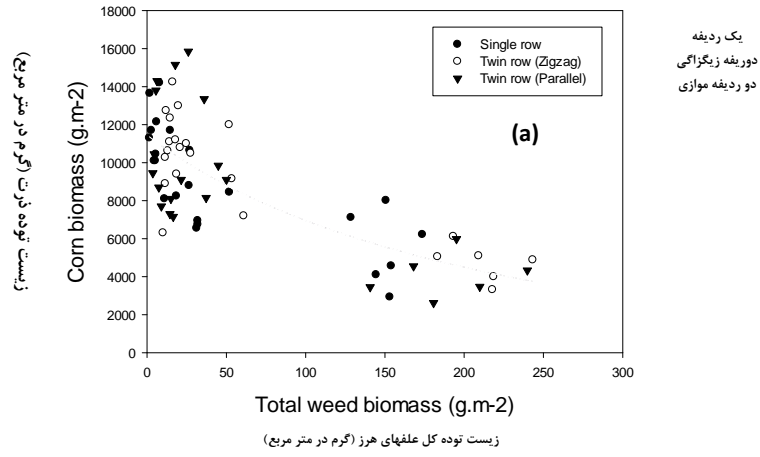 18000
16000
14000
12000
10000
8000
6000
4000
2000
0
0 50 100 150 200 250 300
Corn biomass (g.m-2)
زیست توده ذرت (گرم در متر مربع)
Single row
Twin row (Zigzag)
Twin row (Parallel)
یک ردیفه
دوریفه زیگزاگی
دو ردیفه موازی
(a)
Total weed biomass (g.m-2)
زیست توده کل علفهای هرز (گرم در متر مربع)